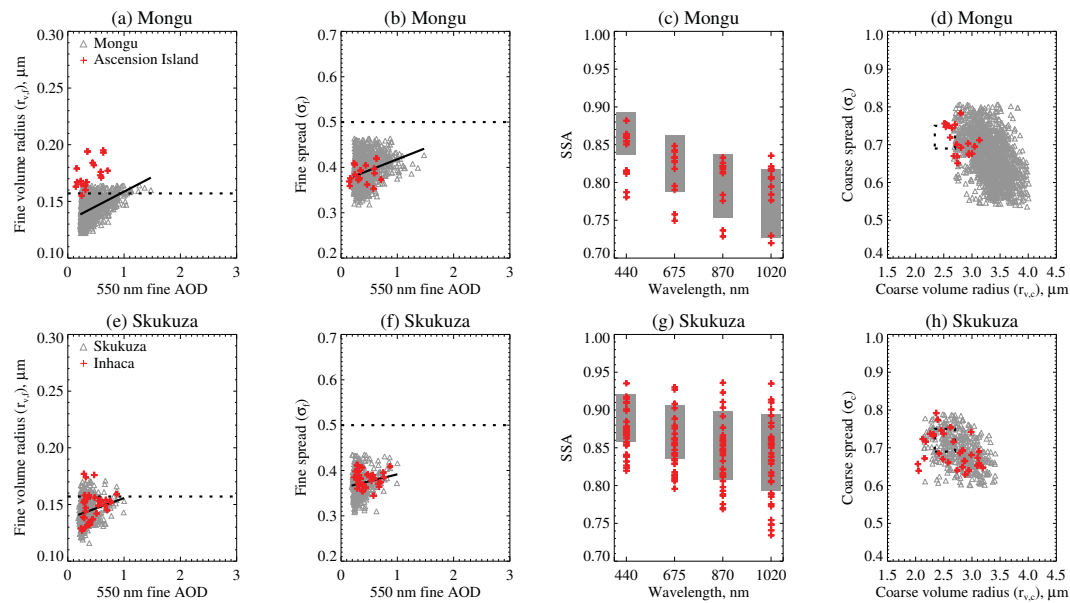 (a) Mongu
(b) Mongu
(c) Mongu
(d) Mongu
Fine volume radius (r_v,f), μm
0.30
0.25
0.20
0.15
0.10
Mongu
Ascension Island
0 1 2 3
550 nm fine AOD
Fine spread (σ_f)
0.7
0.6
0.5
0.4
0.3
0.2
0 1 2 3
550 nm fine AOD
SSA
1.00
0.95
0.90
0.85
0.80
0.75
0.70
440 675 870 1020
Wavelength, nm
Coarse spread (σ_c)
1.0
0.9
0.8
0.7
0.6
0.5
0.4
1.5 2.0 2.5 3.0 3.5 4.0 4.5
Coarse volume radius (r_v,c), μm
(e) Skukuza
(f) Skukuza
(g) Skukuza
(h) Skukuza
Fine volume radius (r_v,f), μm
0.30
0.25
0.20
0.15
0.10
Skukuza
Inhaca
0 1 2 3
550 nm fine AOD
Fine spread (σ_f)
0.7
0.6
0.5
0.4
0.3
0.2
0 1 2 3
550 nm fine AOD
SSA
1.00
0.95
0.90
0.85
0.80
0.75
0.70
440 675 870 1020
Wavelength, nm
Coarse spread (σ_c)
1.0
0.9
0.8
0.7
0.6
0.5
0.4
1.5 2.0 2.5 3.0 3.5 4.0 4.5
Coarse volume radius (r_v,c), μm